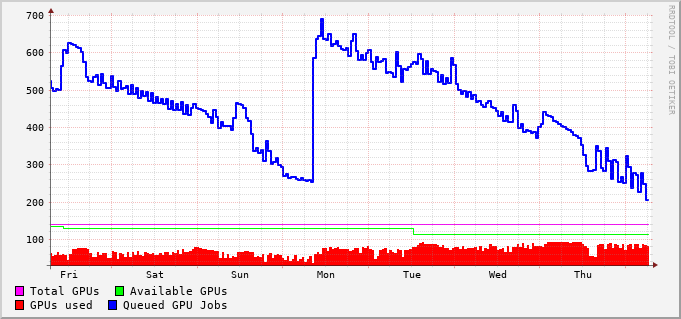 700
600
500
400
300
200
100
Fri Sat Sun Mon Tue Wed Thu
Total GPUs Available GPUs
GPUs used Queued GPU Jobs
RRDTOOL / TOBI OETIKER